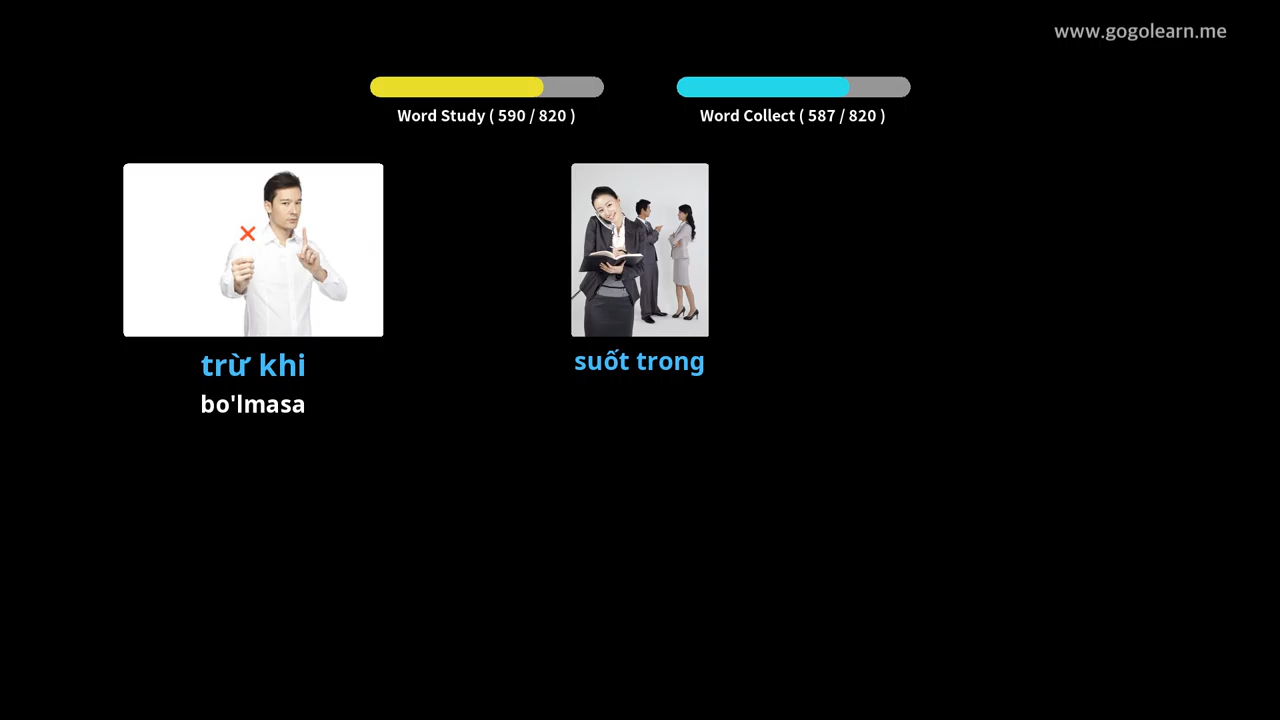 www.gogolearn.me
Word Study ( 590 / 820 )
Word Collect ( 587 / 820 )
trừ khi
bo'lmasa
suốt trong